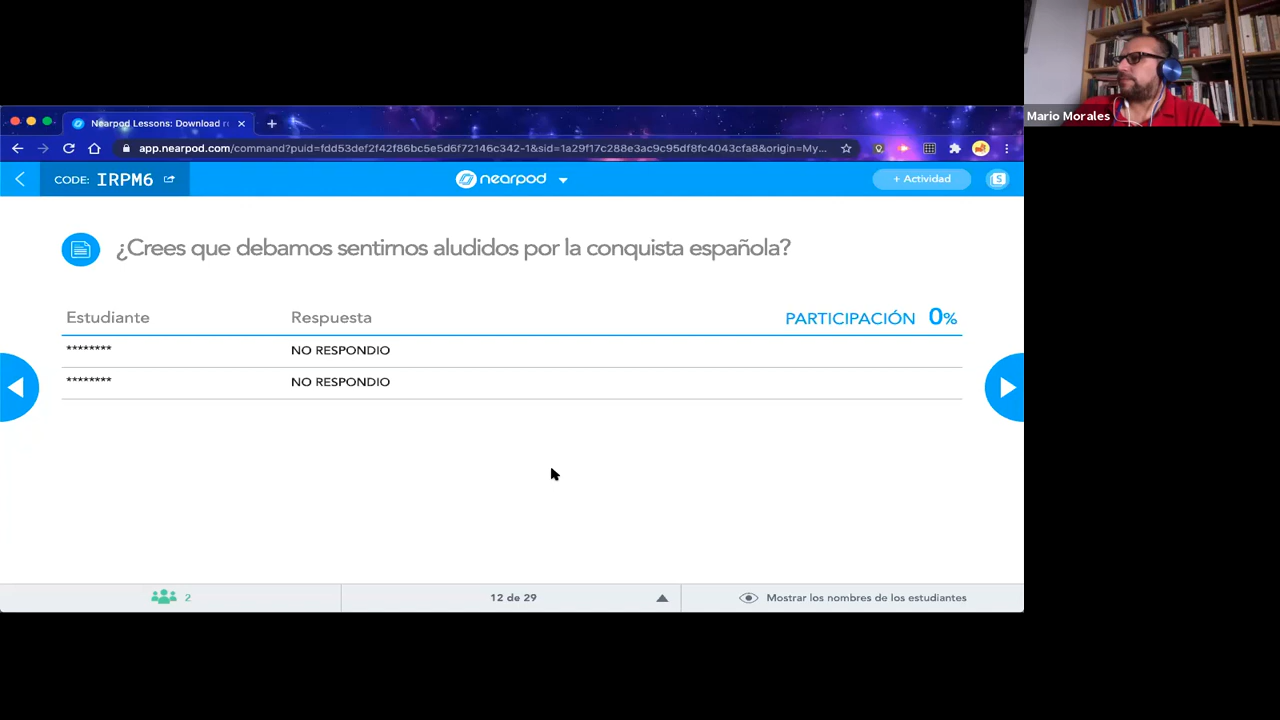 Mario Morales
Nearpod Lessons: Download r
app.nearpod.com/command?puid=fdd53def2f42f86bc5e5d6f72146c342-1&sid=1a29f17c288e3ac9c95df8fc4043cfa8&origin=My...
CODE: IRPM6
nearpod
+ Actividad
S
¿Crees que debamos sentirnos aludidos por la conquista española?
Estudiante Respuesta PARTICIPACIÓN 0%
******** NO RESPONDIO
******** NO RESPONDIO
2 12 de 29 Mostrar los nombres de los estudiantes